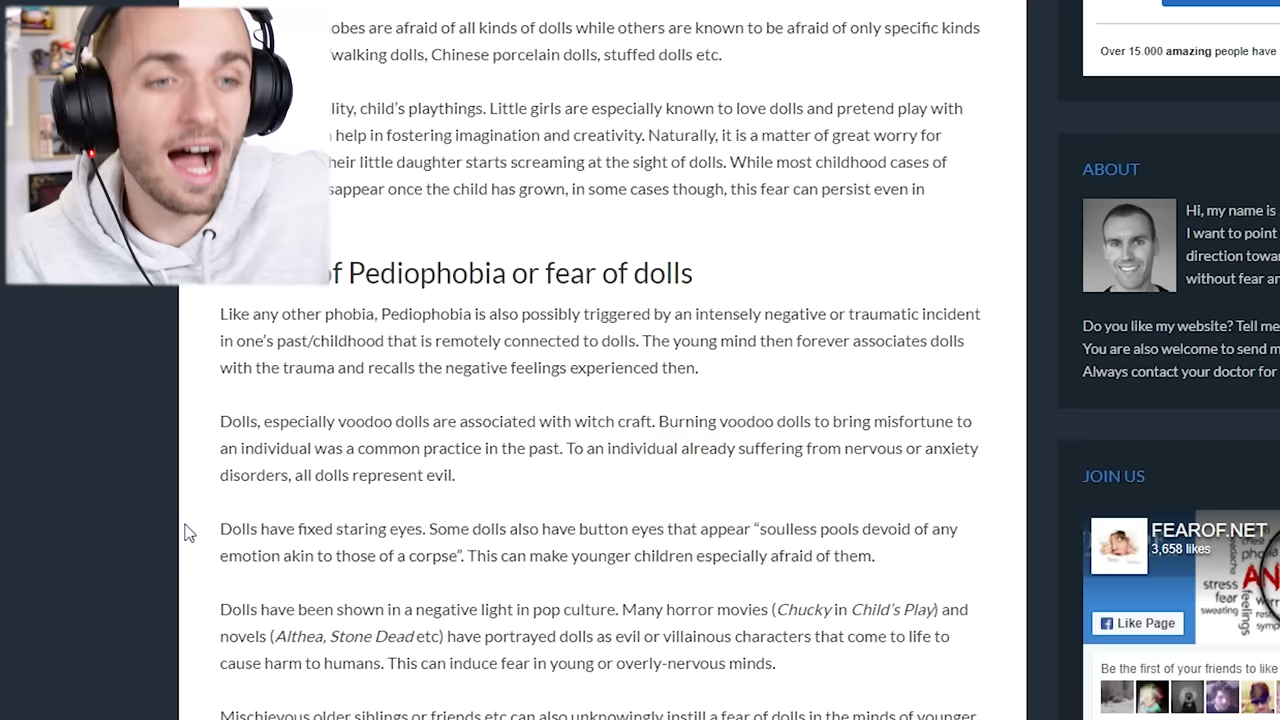 obes are afraid of all kinds of dolls while others are known to be afraid of only specific kinds
walking dolls, Chinese porcelain dolls, stuffed dolls etc.
lity, child’s playthings. Little girls are especially known to love dolls and pretend play with
help in fostering imagination and creativity. Naturally, it is a matter of great worry for
heir little daughter starts screaming at the sight of dolls. While most childhood cases of
sappear once the child has grown, in some cases though, this fear can persist even in
of Pediophobia or fear of dolls
Like any other phobia, Pediophobia is also possibly triggered by an intensely negative or traumatic incident
in one’s past/childhood that is remotely connected to dolls. The young mind then forever associates dolls
with the trauma and recalls the negative feelings experienced then.
Dolls, especially voodoo dolls are associated with witch craft. Burning voodoo dolls to bring misfortune to
an individual was a common practice in the past. To an individual already suffering from nervous or anxiety
disorders, all dolls represent evil.
Dolls have fixed staring eyes. Some dolls also have button eyes that appear “soulless pools devoid of any
emotion akin to those of a corpse”. This can make younger children especially afraid of them.
Dolls have been shown in a negative light in pop culture. Many horror movies (Chucky in Child’s Play) and
novels (Althea, Stone Dead etc) have portrayed dolls as evil or villainous characters that come to life to
cause harm to humans. This can induce fear in young or overly-nervous minds.
Mischievous older siblings or friends etc can also unknowingly instill a fear of dolls in the minds of younger
Over 15.000 amazing people have
ABOUT
Hi, my name is
I want to point
direction towa
without fear an
Do you like my website? Tell me
You are also welcome to send m
Always contact your doctor for
JOIN US
FEAROF.NET
3,658 likes
stress
fear
sweating
feelings
AN
Like Page
Be the first of your friends to like